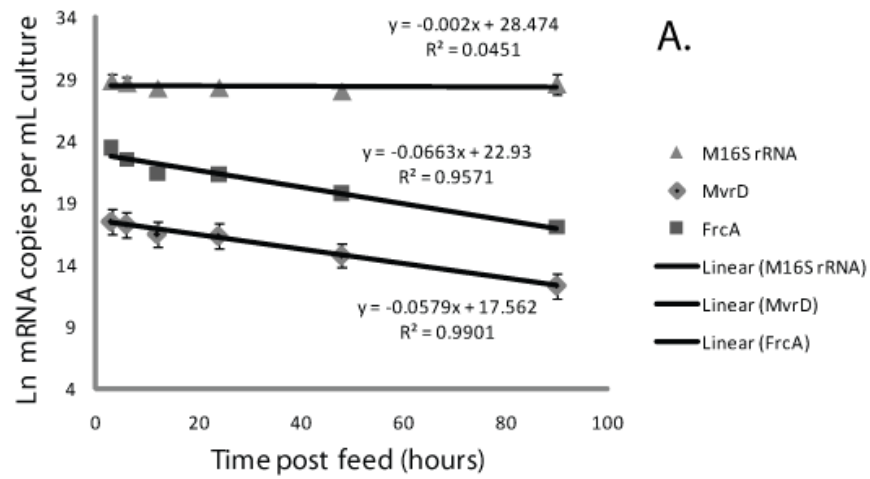 A.
Ln mRNA copies per mL culture
34
29
24
19
14
9
4
y = -0.002x + 28.474
R² = 0.0451
y = -0.0663x + 22.93
R² = 0.9571
y = -0.0579x + 17.562
R² = 0.9901
0 20 40 60 80 100
Time post feed (hours)
M16S rRNA
MvrD
FrcA
Linear (M16S rRNA)
Linear (MvrD)
Linear (FrcA)